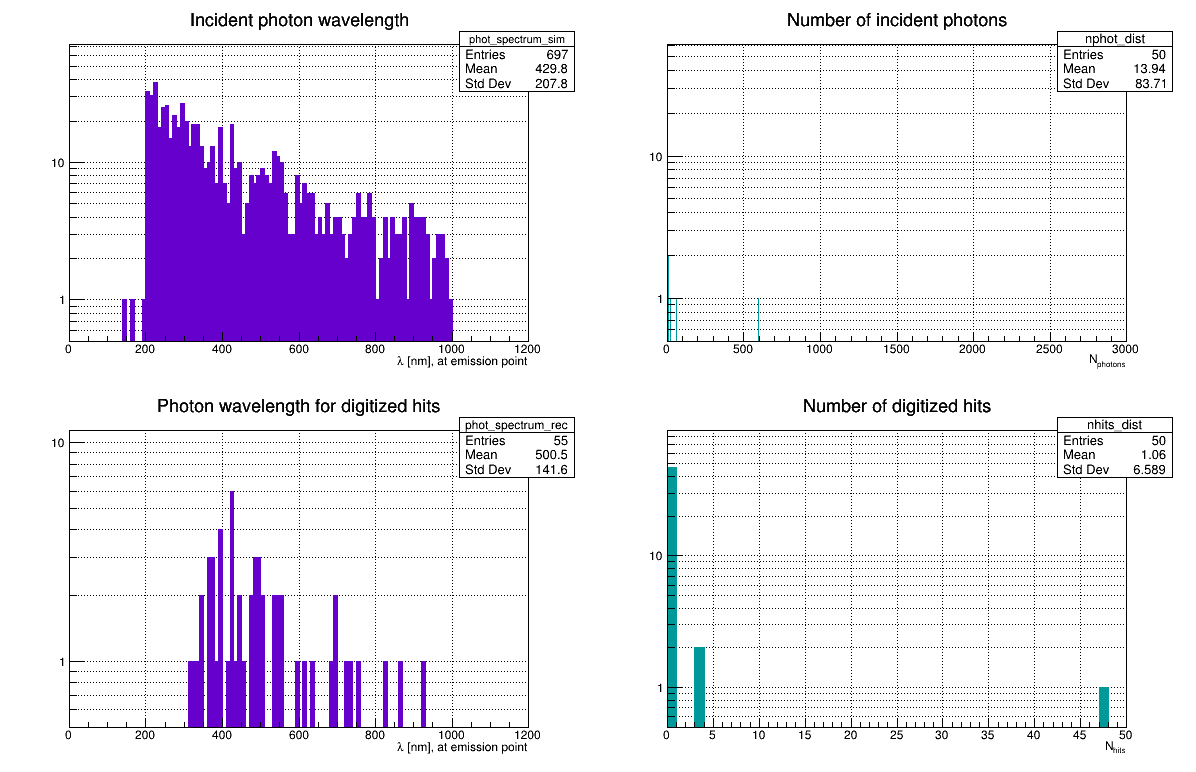 Incident photon wavelength
phot_spectrum_sim
Entries 697
Mean 429.8
Std Dev 207.8
10
1
0 200 400 600 800 1000 1200
λ [nm], at emission point
Number of incident photons
nphot_dist
Entries 50
Mean 13.94
Std Dev 83.71
10
1
0 500 1000 1500 2000 2500 3000
Nphotons
Photon wavelength for digitized hits
phot_spectrum_rec
Entries 55
Mean 500.5
Std Dev 141.6
10
1
0 200 400 600 800 1000 1200
λ [nm], at emission point
Number of digitized hits
nhits_dist
Entries 50
Mean 1.06
Std Dev 6.589
10
1
0 5 10 15 20 25 30 35 40 45 50
Nhits